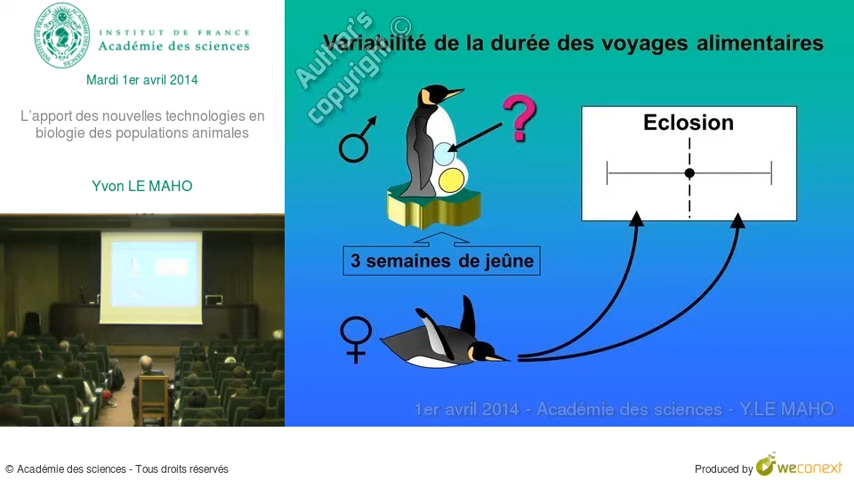 INSTITUT DE FRANCE
Académie des sciences
Mardi 1er avril 2014
L'apport des nouvelles technologies en
biologie des populations animales
Yvon LE MAHO
Variabilité de la durée des voyages alimentaires
Author's
copyright ©
?
Eclosion
3 semaines de jeûne
1er avril 2014 - Académie des sciences - Y.LE MAHO
© Académie des sciences - Tous droits réservés
Produced by weconext